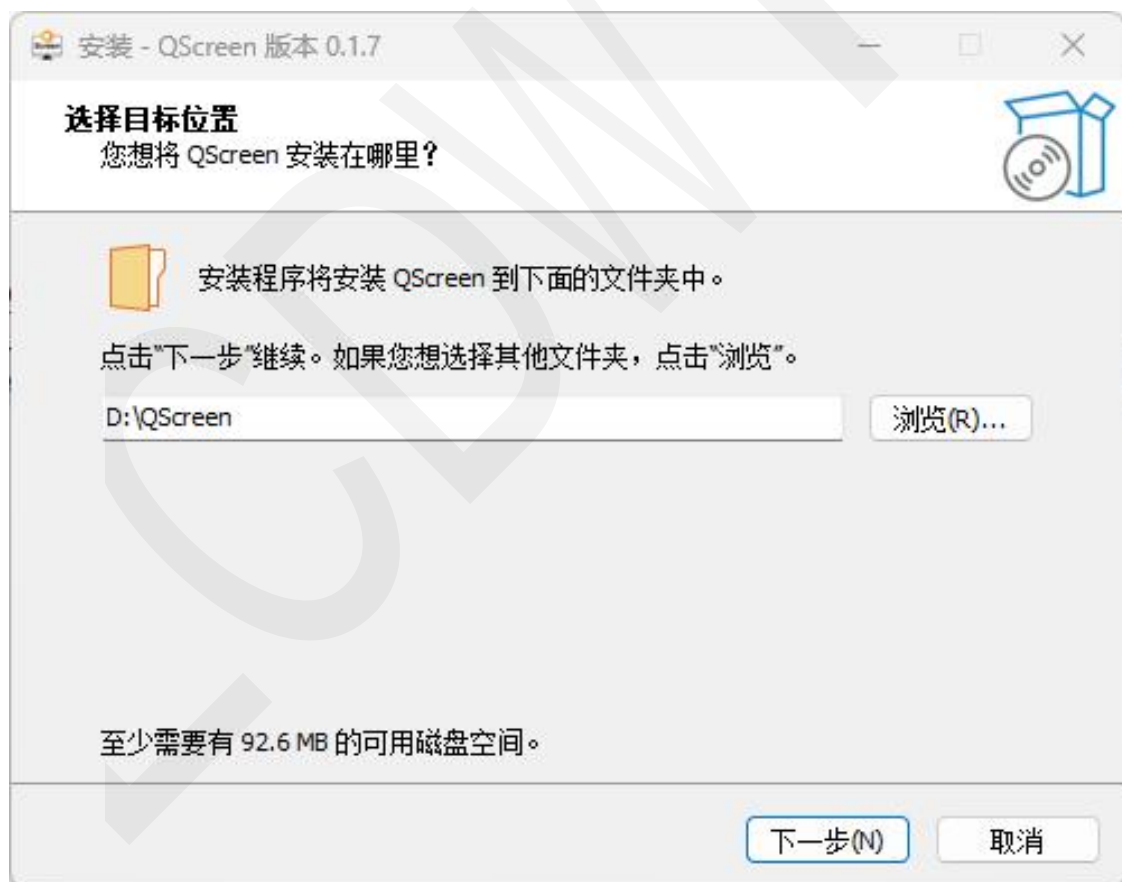 安装 - QScreen 版本 0.1.7
选择目标位置
您想将 QScreen 安装在哪里?
安装程序将安装 QScreen 到下面的文件夹中。
点击"下一步"继续。如果您想选择其他文件夹，点击"浏览"。
D:\QScreen
浏览(R)...
至少需要有 92.6 MB 的可用磁盘空间。
下一步(N)
取消